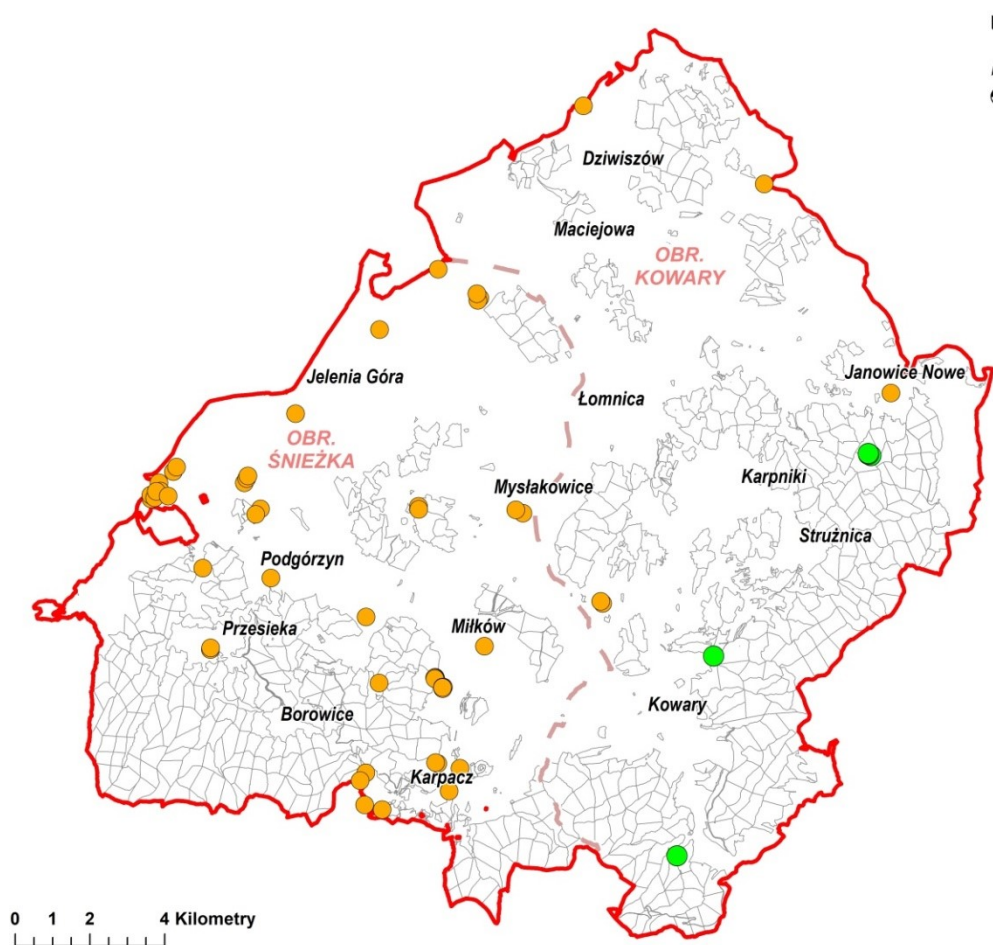 Dziwiszów
Maciejowa
OBR.
KOWARY
Jelenia Góra
Janowice Nowe
Łomnica
OBR.
ŚNIEŻKA
Karpniki
Mysłakowice
Strużnica
Podgórzyn
Przesieka
Miłków
Borowice
Kowary
Karpacz
0 1 2 4 Kilometry